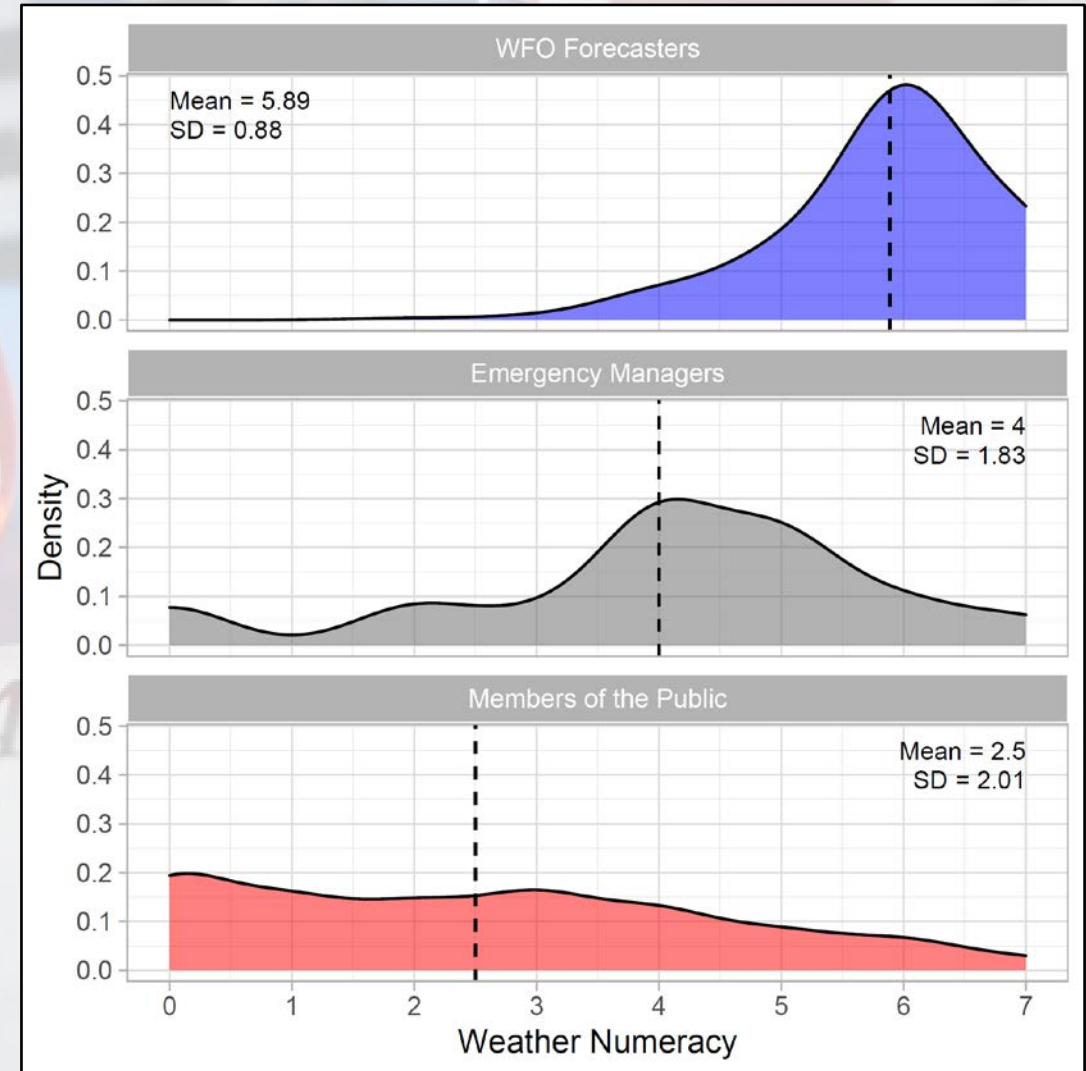 WFO Forecasters
0.5
0.4
0.3
0.2
0.1
0.0
Mean = 5.89
SD = 0.88
Emergency Managers
0.5
0.4
0.3
0.2
0.1
0.0
Mean = 4
SD = 1.83
Density
Members of the Public
0.5
0.4
0.3
0.2
0.1
0.0
Mean = 2.5
SD = 2.01
0 1 2 3 4 5 6 7
Weather Numeracy